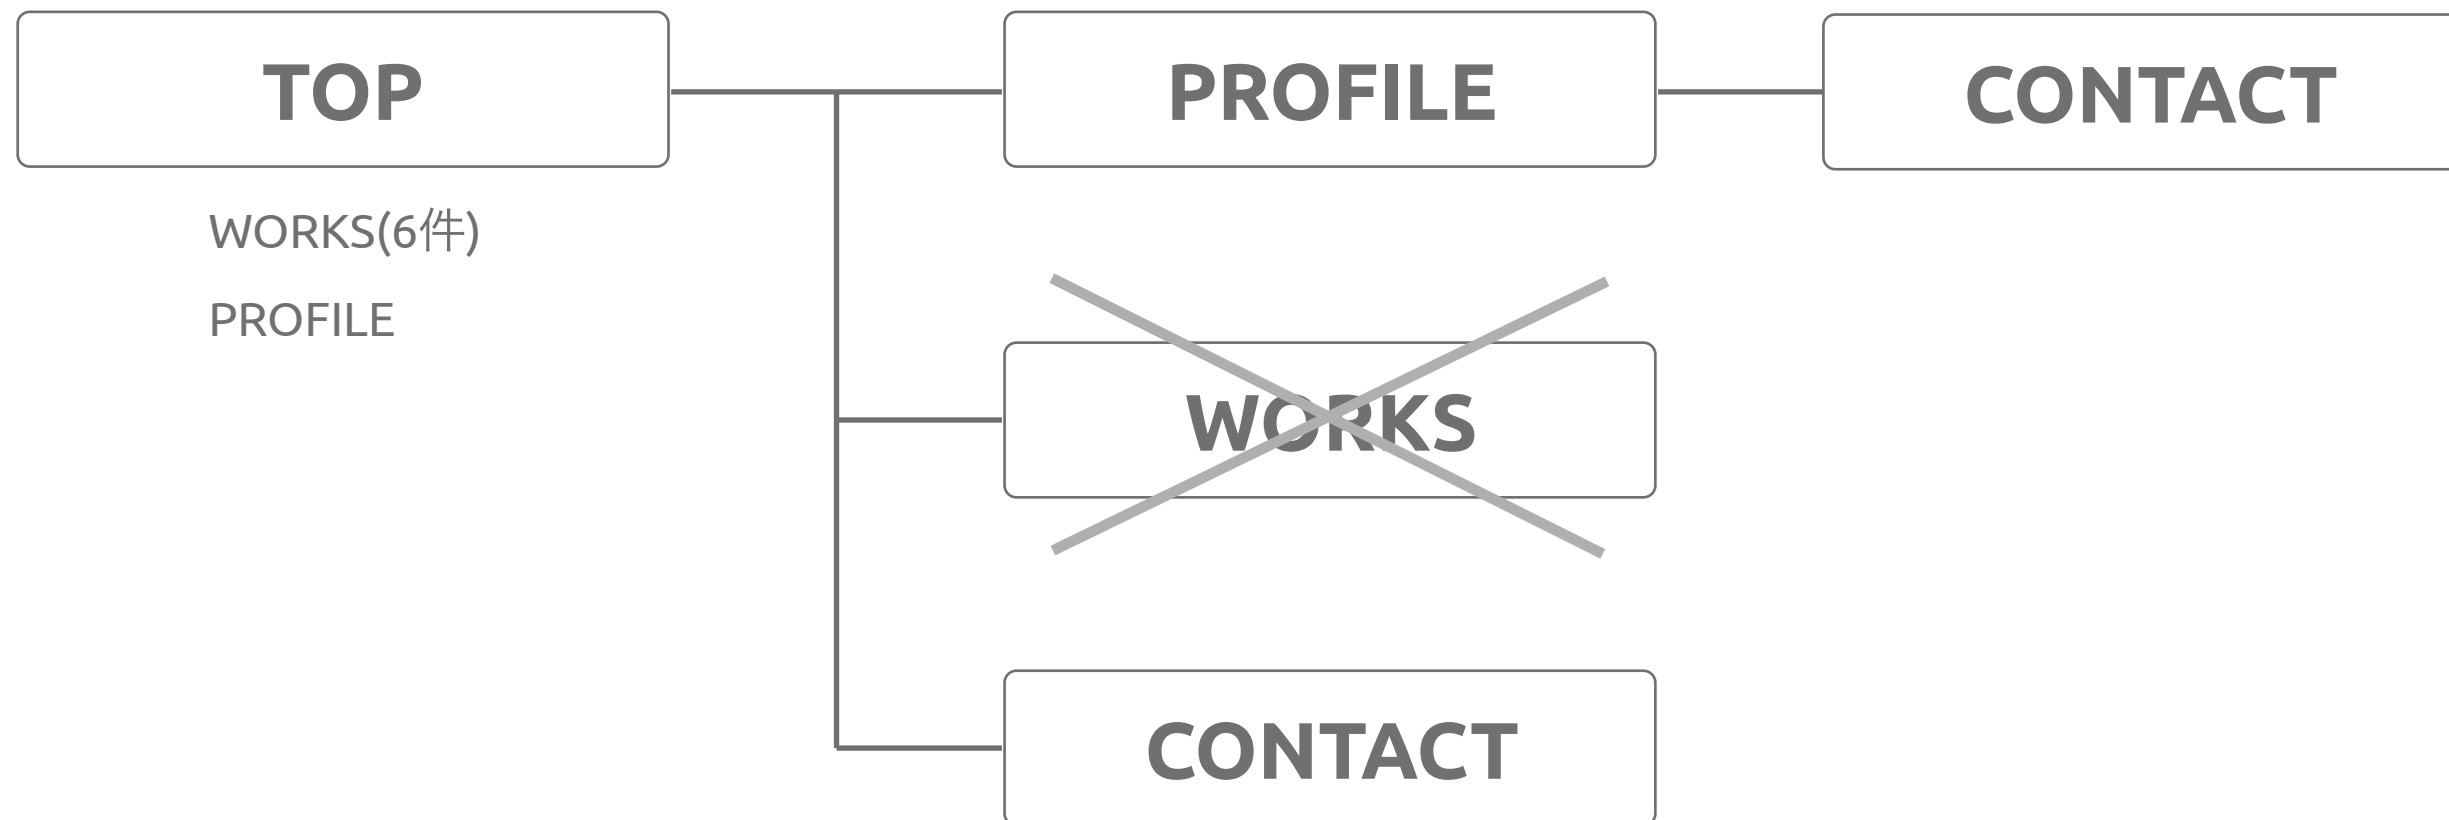 TOP
PROFILE
CONTACT
WORKS(6件)
PROFILE
WORKS
CONTACT